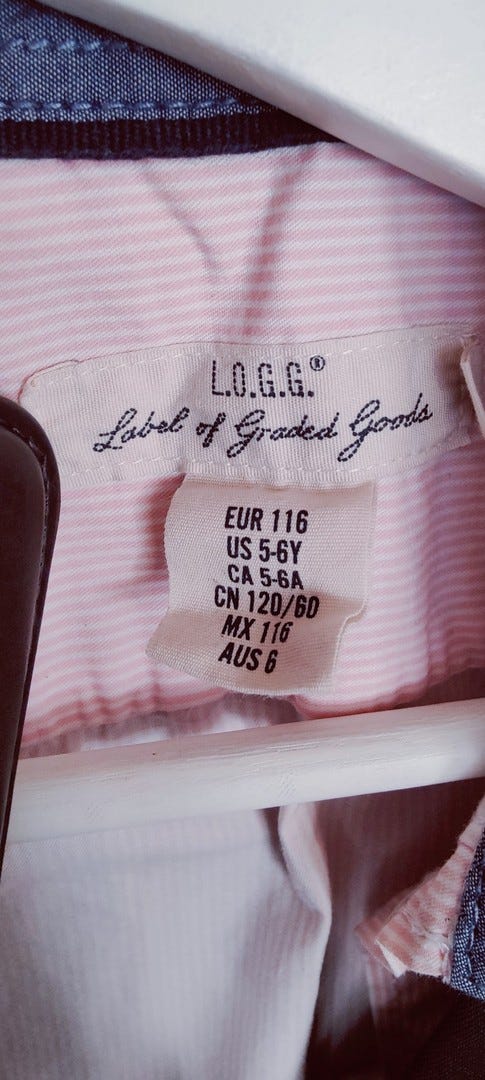 L.O.G.G.®
Label of Graded Goods
EUR 116
US 5-6Y
CA 5-6A
CN 120/60
MX 116
AUS 6